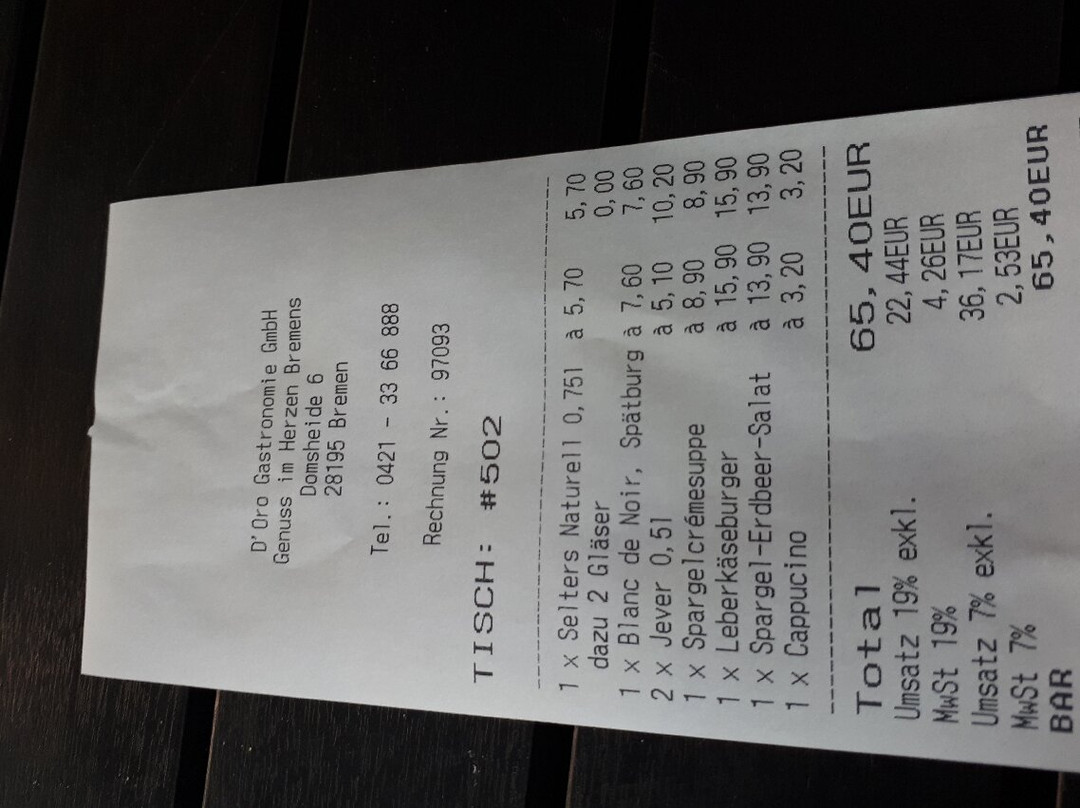 D'Oro Gastronomie GmbH
Genuss im Herzen Bremens
Domsheide 6
28195 Bremen
Tel.: 0421 - 33 66 888
Rechnung Nr.: 97093
TISCH: #502
1 x Selters Naturell 0,75l à 5,70 5,70
dazu 2 Gläser 0,00
1 x Blanc de Noir, Spätburg à 7,60 7,60
2 x Jever 0,5l à 5,10 10,20
1 x Spargelcrémesuppe à 8,90 8,90
1 x Leberkäseburger à 15,90 15,90
1 x Spargel-Erdbeer-Salat à 13,90 13,90
1 x Cappucino à 3,20 3,20
Total 65,40EUR
Umsatz 19% exkl. 22,44EUR
MwSt 19% 4,26EUR
Umsatz 7% exkl. 36,17EUR
MwSt 7% 2,53EUR
BAR 65,40EUR